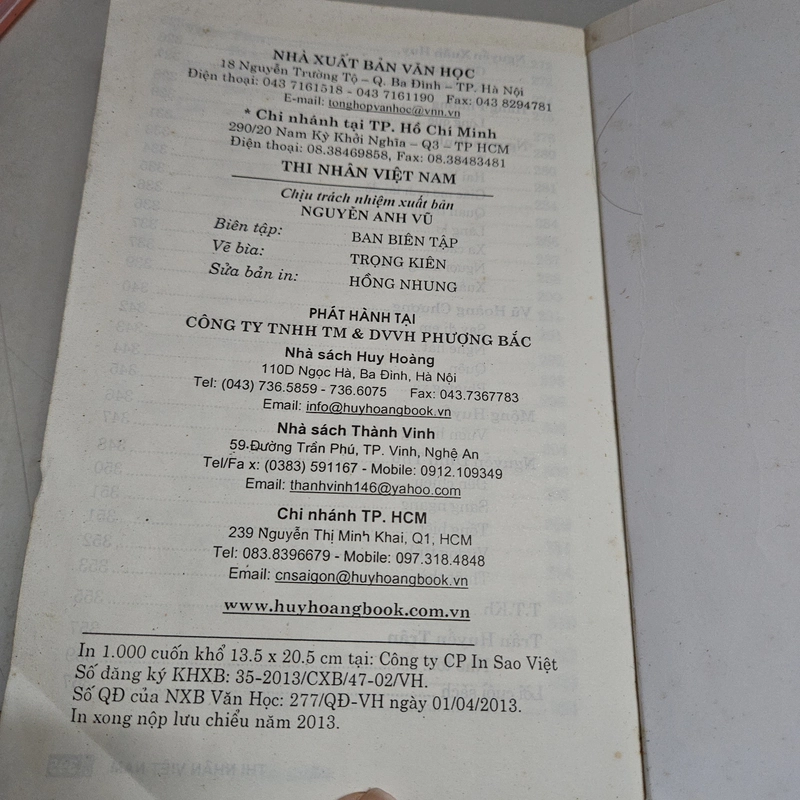 NHÀ XUẤT BẢN VĂN HỌC
18 Nguyễn Trường Tộ – Q. Ba Đình – TP. Hà Nội
Điện thoại: 043 7161518 - 043 7161190 Fax: 043 8294781
E-mail: tonghopvanhoc@vnn.vn
* Chi nhánh tại TP. Hồ Chí Minh
290/20 Nam Kỳ Khởi Nghĩa – Q3 – TP HCM
Điện thoại: 08.38469858, Fax: 08.38483481
THI NHÂN VIỆT NAM
Chịu trách nhiệm xuất bản
NGUYỄN ANH VŨ
Biên tập: BAN BIÊN TẬP
Vẽ bìa: TRỌNG KIÊN
Sửa bản in: HỒNG NHUNG
PHÁT HÀNH TẠI
CÔNG TY TNHH TM & DVVH PHƯỢNG BẮC
Nhà sách Huy Hoàng
110D Ngọc Hà, Ba Đình, Hà Nội
Tel: (043) 736.5859 - 736.6075 Fax: 043.7367783
Email: info@huyhoangbook.vn
Nhà sách Thành Vinh
59-Đường Trần Phú, TP. Vinh, Nghệ An
Tel/Fa x: (0383) 591167 - Mobile: 0912.109349
Email: thanhvinh146@yahoo.com
Chi nhánh TP. HCM
239 Nguyễn Thị Minh Khai, Q1, HCM
Tel: 083.8396679 - Mobile: 097.318.4848
Email: cnsaigon@huyhoangbook.vn
www.huyhoangbook.com.vn
In 1.000 cuốn khổ 13.5 x 20.5 cm tại: Công ty CP In Sao Việt
Số đăng ký KHXB: 35-2013/CXB/47-02/VH.
Số QĐ của NXB Văn Học: 277/QĐ-VH ngày 01/04/2013.
In xong nộp lưu chiểu năm 2013.